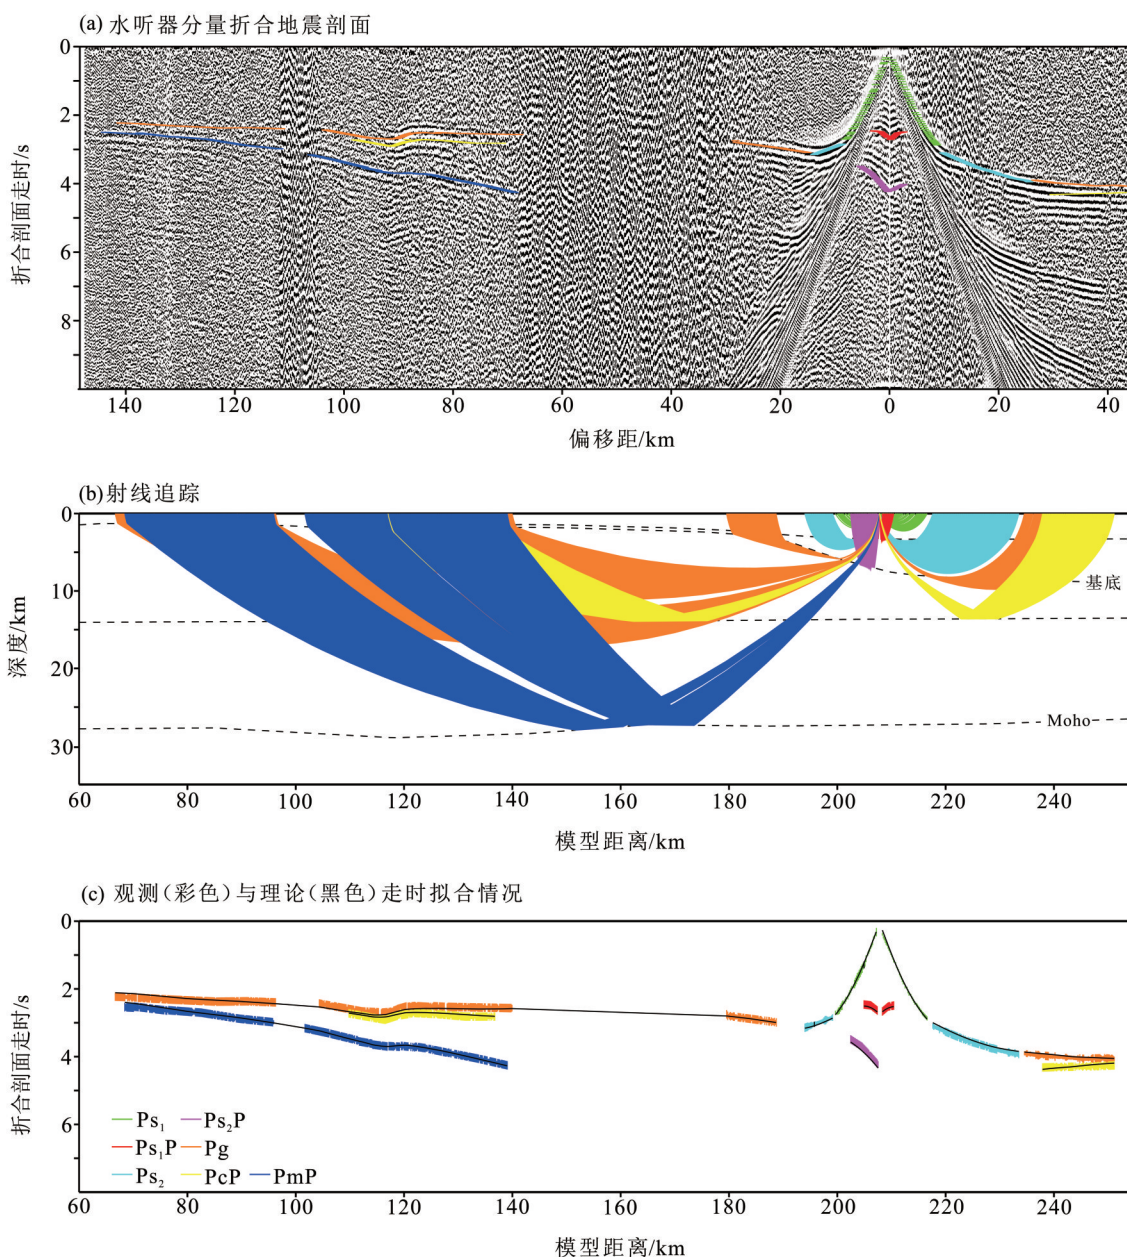 (a) 水听器分量折合地震剖面
0
2
4
6
8
折合剖面走时/s
140 120 100 80 60 40 20 0 20 40
偏移距/km
(b) 射线追踪
0
10
20
30
深度/km
基底
Moho
60 80 100 120 140 160 180 200 220 240
模型距离/km
(c) 观测(彩色)与理论(黑色)走时拟合情况
0
2
4
6
折合剖面走时/s
Ps₁ Ps₂P
Ps₁P Pg
Ps₂ PcP PmP
60 80 100 120 140 160 180 200 220 240
模型距离/km